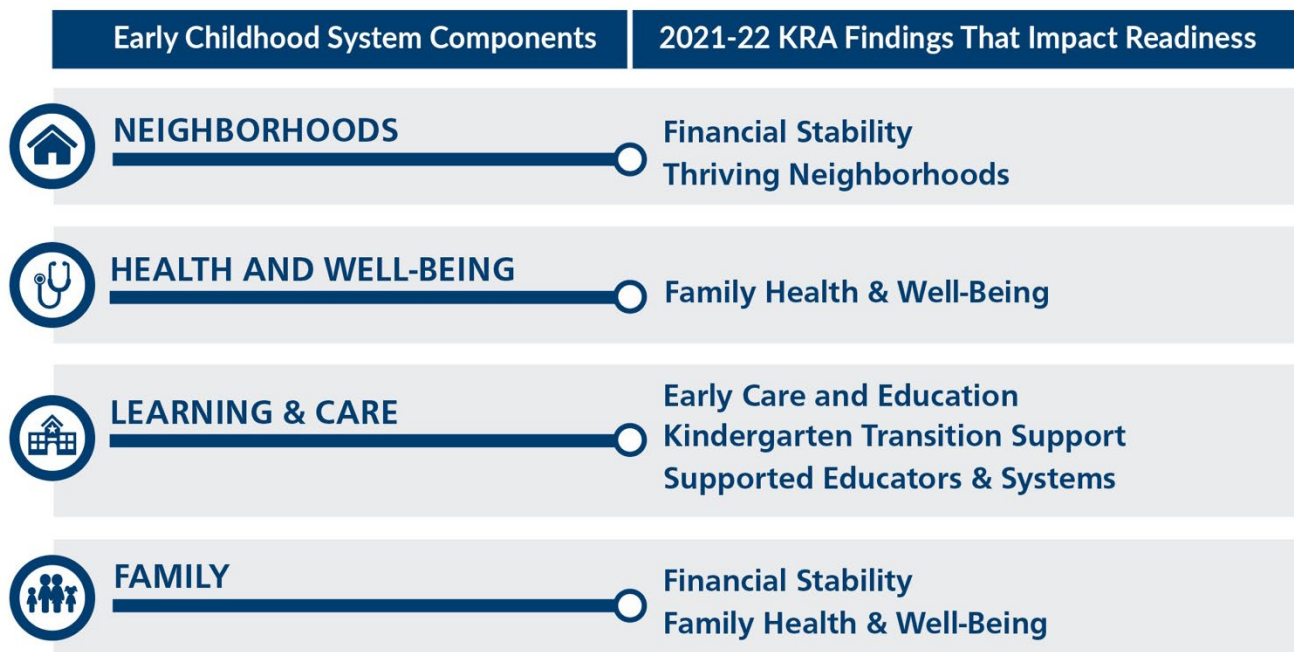 Early Childhood System Components
2021-22 KRA Findings That Impact Readiness
NEIGHBORHOODS
Financial Stability
Thriving Neighborhoods
HEALTH AND WELL-BEING
Family Health & Well-Being
LEARNING & CARE
Early Care and Education
Kindergarten Transition Support
Supported Educators & Systems
FAMILY
Financial Stability
Family Health & Well-Being